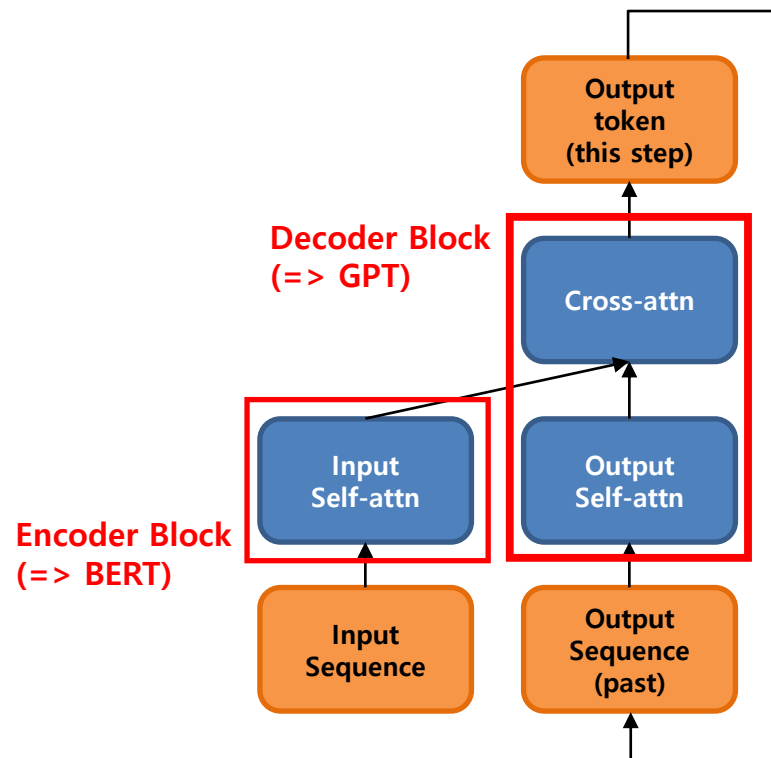 Output
token
(this step)
Decoder Block
(=> GPT)
Cross-attn
Input
Self-attn
Output
Self-attn
Encoder Block
(=> BERT)
Input
Sequence
Output
Sequence
(past)